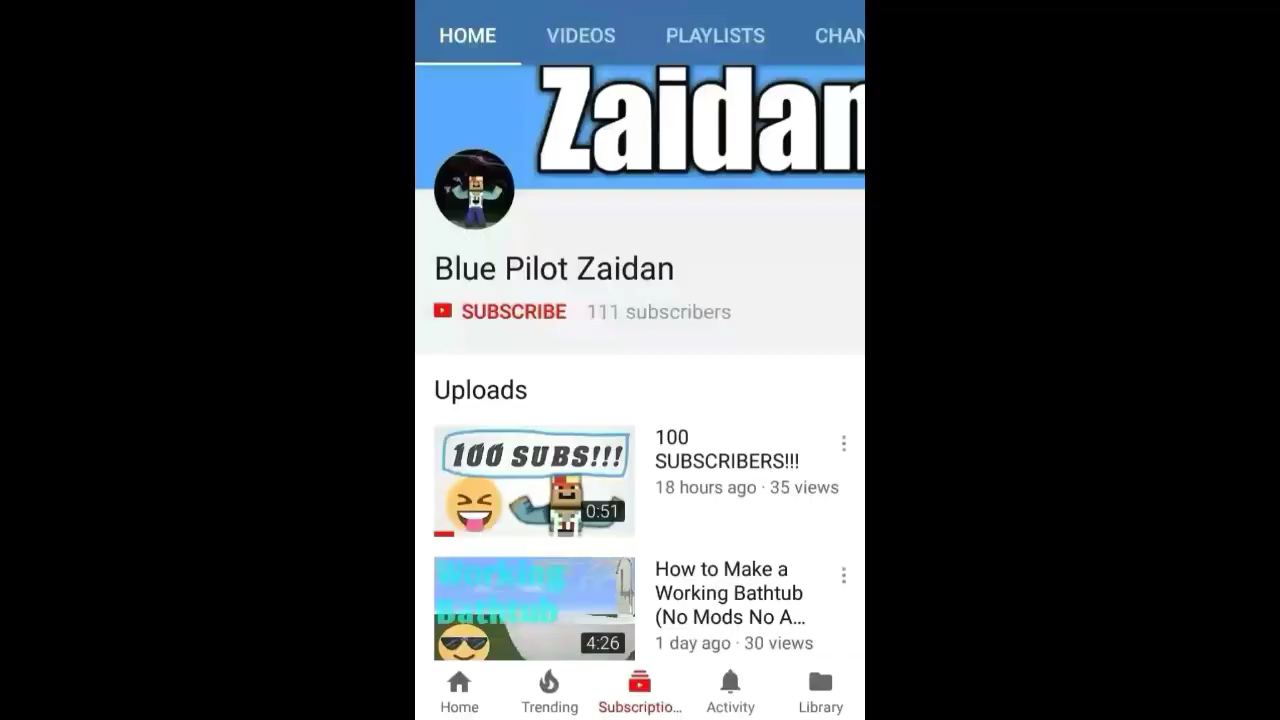 HOME VIDEOS PLAYLISTS CHAN
Zaidan
Blue Pilot Zaidan
SUBSCRIBE 111 subscribers
Uploads
100 SUBS!!!
0:51
100
SUBSCRIBERS!!!
18 hours ago · 35 views
Working
Bathtub
4:26
How to Make a
Working Bathtub
(No Mods No A...
1 day ago · 30 views
Home Trending Subscriptio... Activity Library